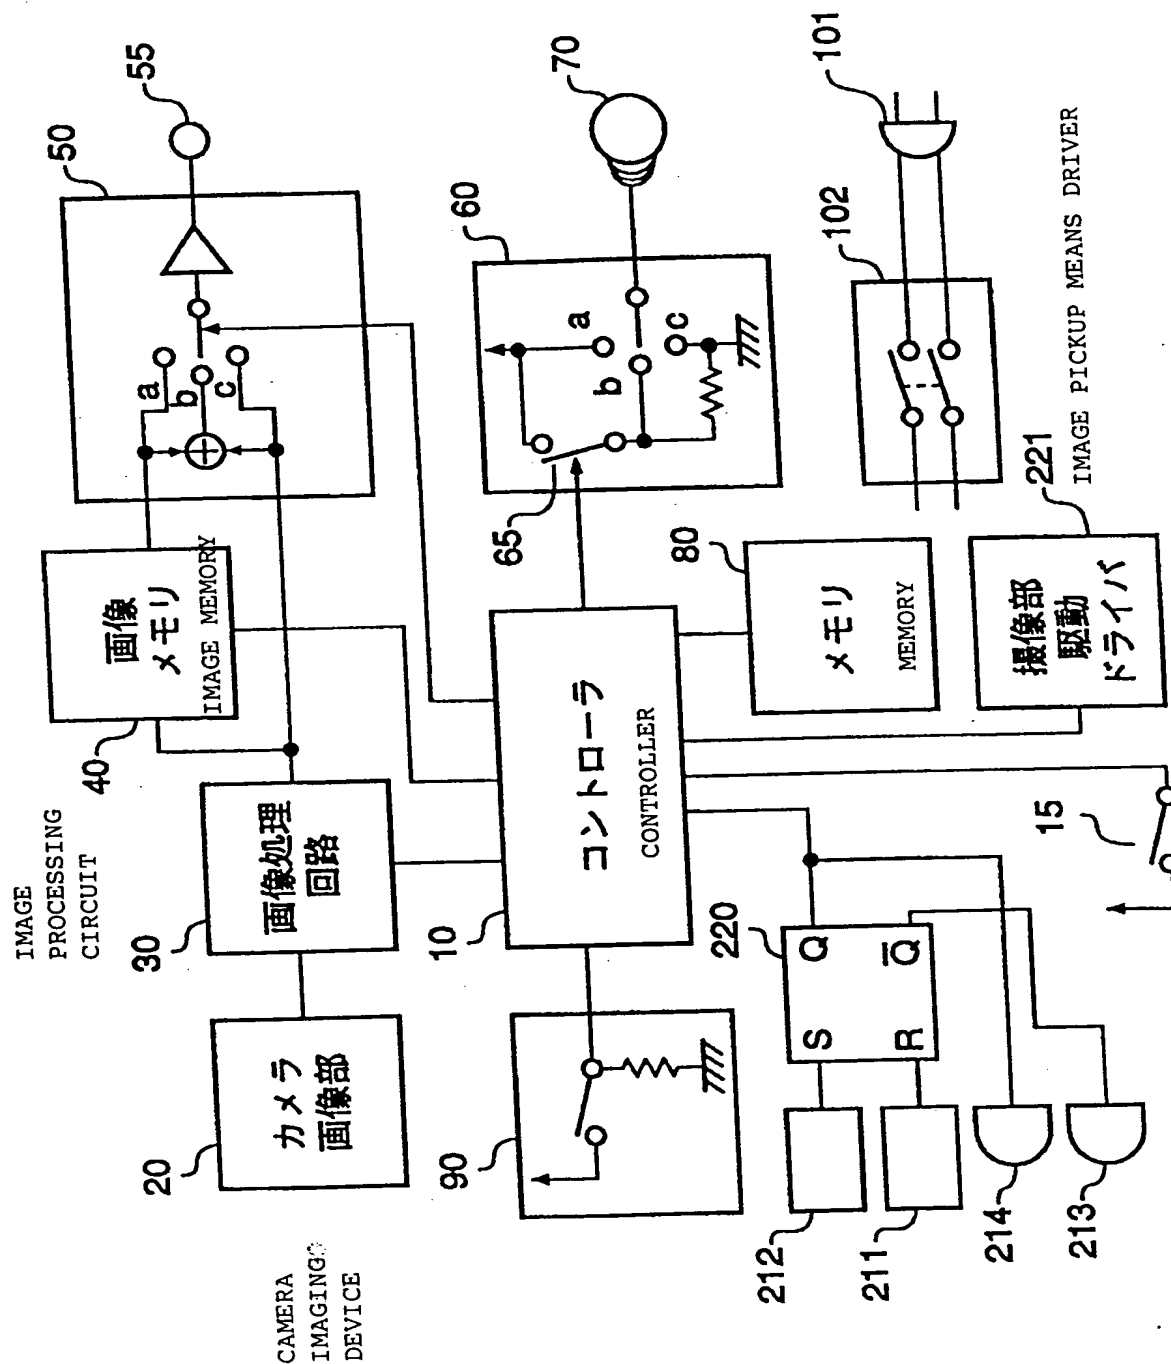 CAMERA
IMAGING
DEVICE
IMAGE
PROCESSING
CIRCUIT
20
カメラ
画像部
30
画像処理
回路
40
画像
メモリ
IMAGE MEMORY
50
a
b
c
55
90
10
コントローラ
CONTROLLER
65
60
a
b
c
70
80
メモリ
MEMORY
102
101
212
211
214
213
220
S
Q
R
Q̅
15
221
撮像部
駆動
ドライバ
IMAGE PICKUP MEANS DRIVER